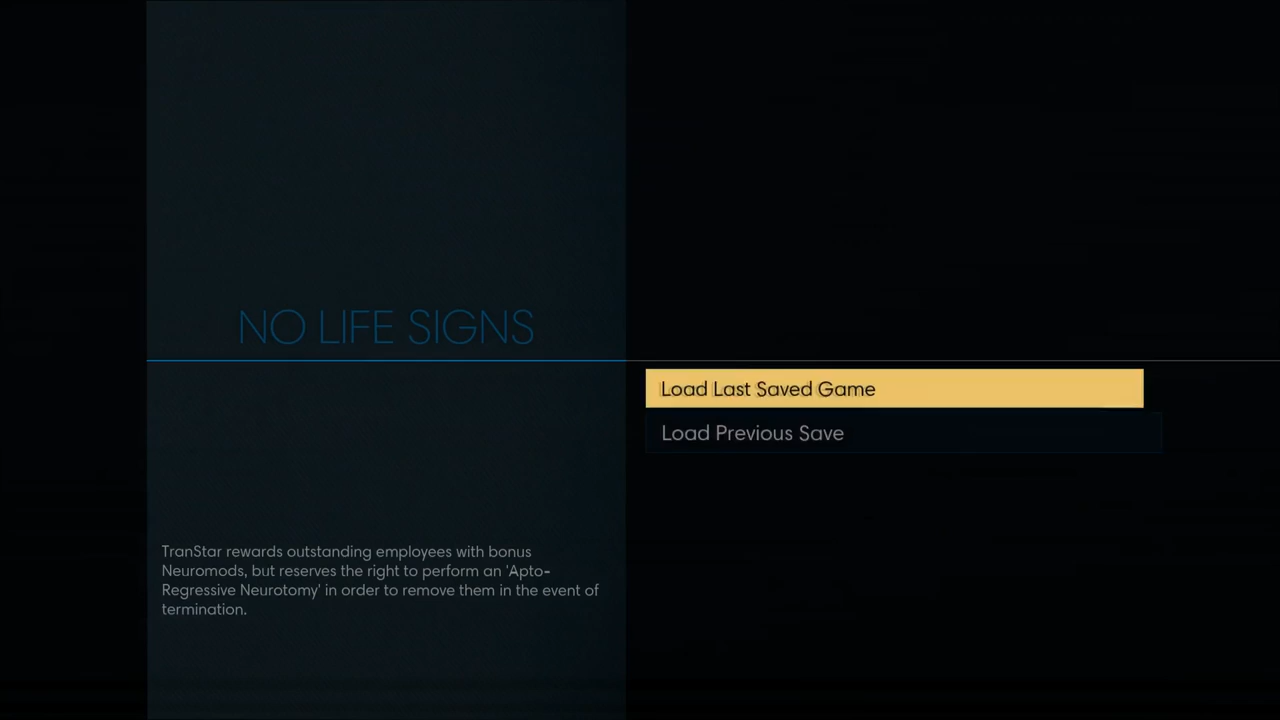 NO LIFE SIGNS
Load Last Saved Game
Load Previous Save
TranStar rewards outstanding employees with bonus
Neuromods, but reserves the right to perform an 'Apto-
Regressive Neurotomy' in order to remove them in the event of
termination.